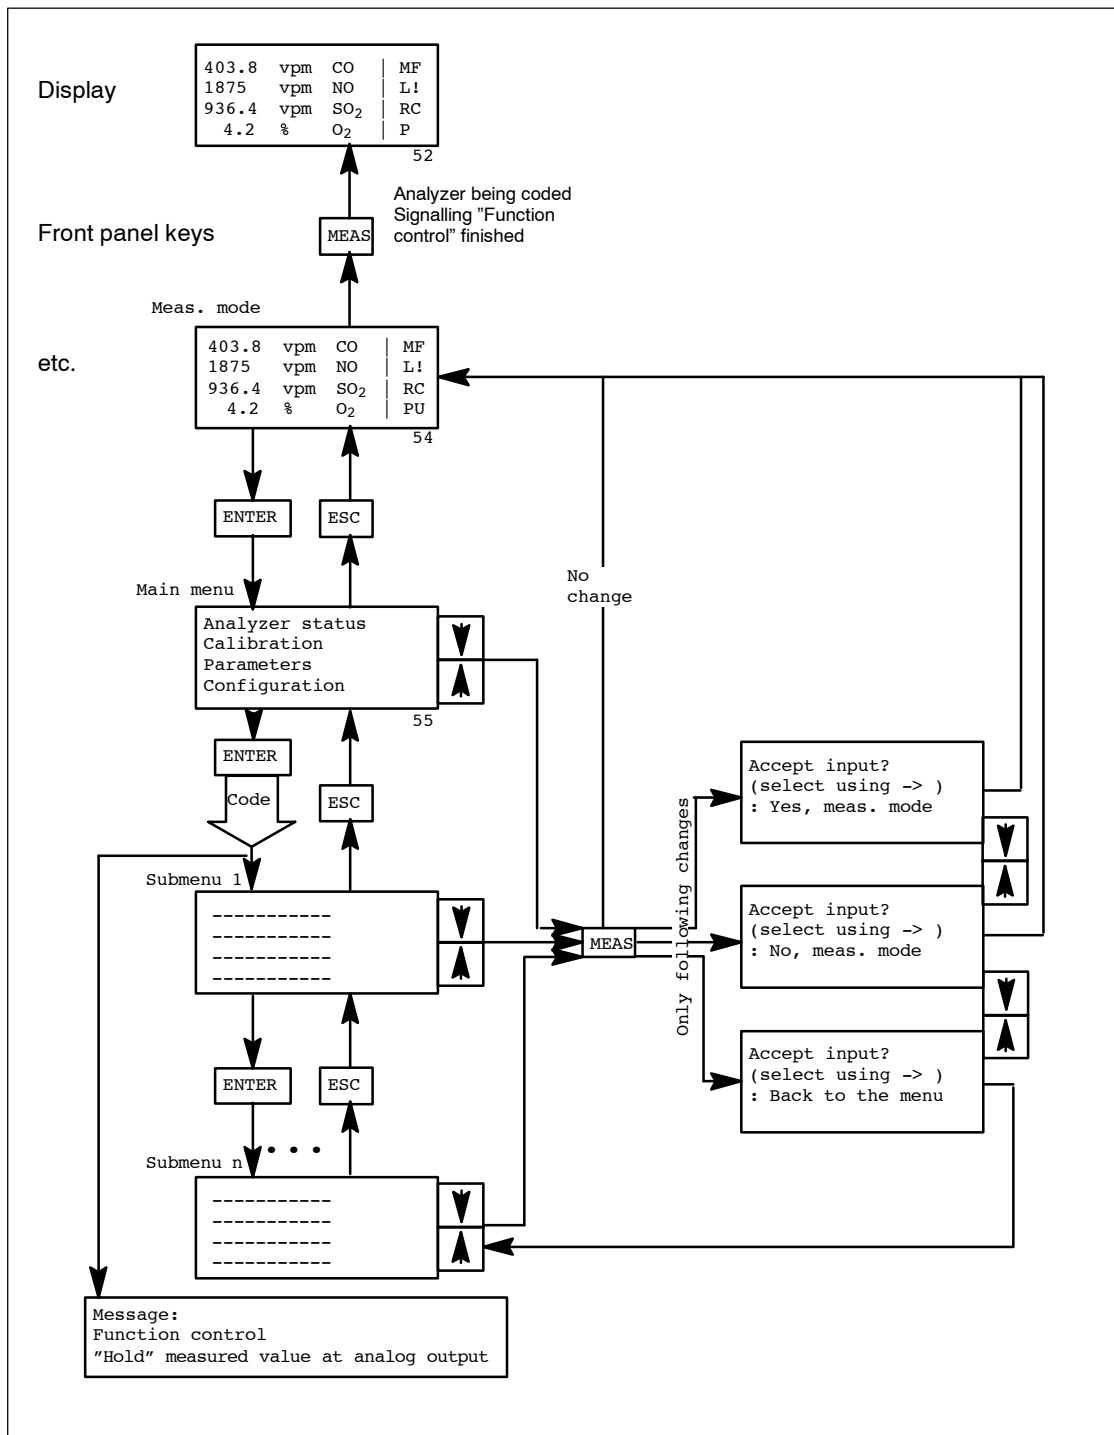 Display
403.8 vpm CO | MF
1875 vpm NO | L!
936.4 vpm SO2 | RC
4.2 % O2 | P
52
Analyzer being coded
Signalling ”Function
control” finished
Front panel keys
MEAS
Meas. mode
etc.
403.8 vpm CO | MF
1875 vpm NO | L!
936.4 vpm SO2 | RC
4.2 % O2 | PU
54
ENTER
ESC
No
change
Main menu
Analyzer status
Calibration
Parameters
Configuration
55
ENTER
Code
ESC
Submenu 1
-----------
-----------
-----------
-----------
MEAS
Only following changes
Accept input?
(select using -> )
: Yes, meas. mode
Accept input?
(select using -> )
: No, meas. mode
Accept input?
(select using -> )
: Back to the menu
ENTER
ESC
• • •
Submenu n
-----------
-----------
-----------
-----------
Message:
Function control
”Hold” measured value at analog output